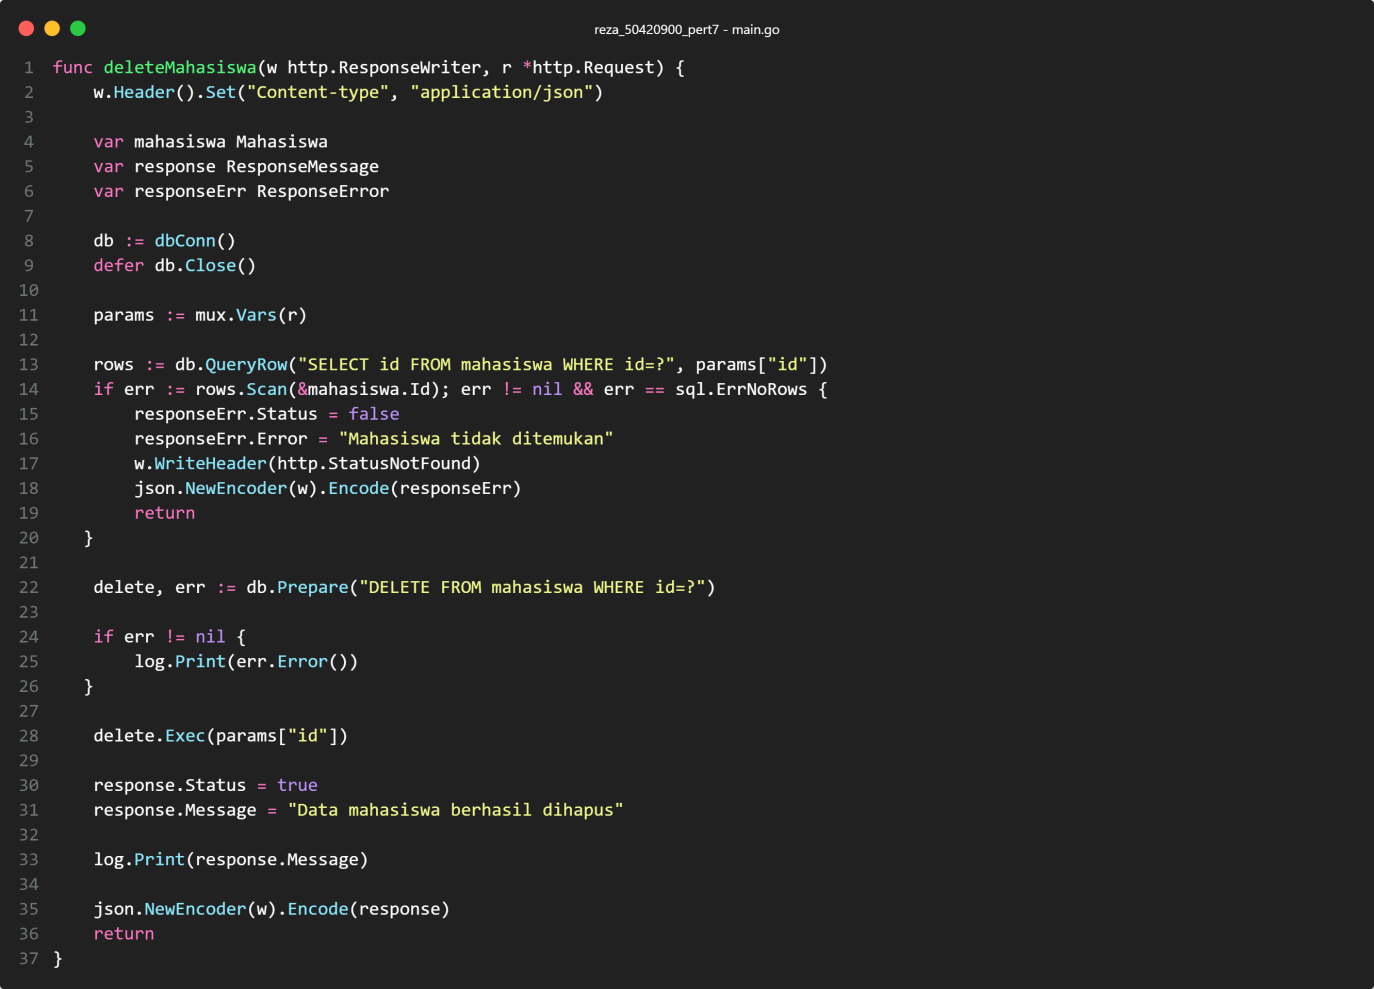 reza_50420900_pert7 - main.go
1 func deleteMahasiswa(w http.ResponseWriter, r *http.Request) {
2     w.Header().Set("Content-type", "application/json")
3
4     var mahasiswa Mahasiswa
5     var response ResponseMessage
6     var responseErr ResponseError
7
8     db := dbConn()
9     defer db.Close()
10
11     params := mux.Vars(r)
12
13     rows := db.QueryRow("SELECT id FROM mahasiswa WHERE id=?", params["id"])
14     if err := rows.Scan(&mahasiswa.Id); err != nil && err == sql.ErrNoRows {
15         responseErr.Status = false
16         responseErr.Error = "Mahasiswa tidak ditemukan"
17         w.WriteHeader(http.StatusNotFound)
18         json.NewEncoder(w).Encode(responseErr)
19         return
20    }
21
22     delete, err := db.Prepare("DELETE FROM mahasiswa WHERE id=?")
23
24     if err != nil {
25         log.Print(err.Error())
26    }
27
28     delete.Exec(params["id"])
29
30     response.Status = true
31     response.Message = "Data mahasiswa berhasil dihapus"
32
33     log.Print(response.Message)
34
35     json.NewEncoder(w).Encode(response)
36     return
37 }